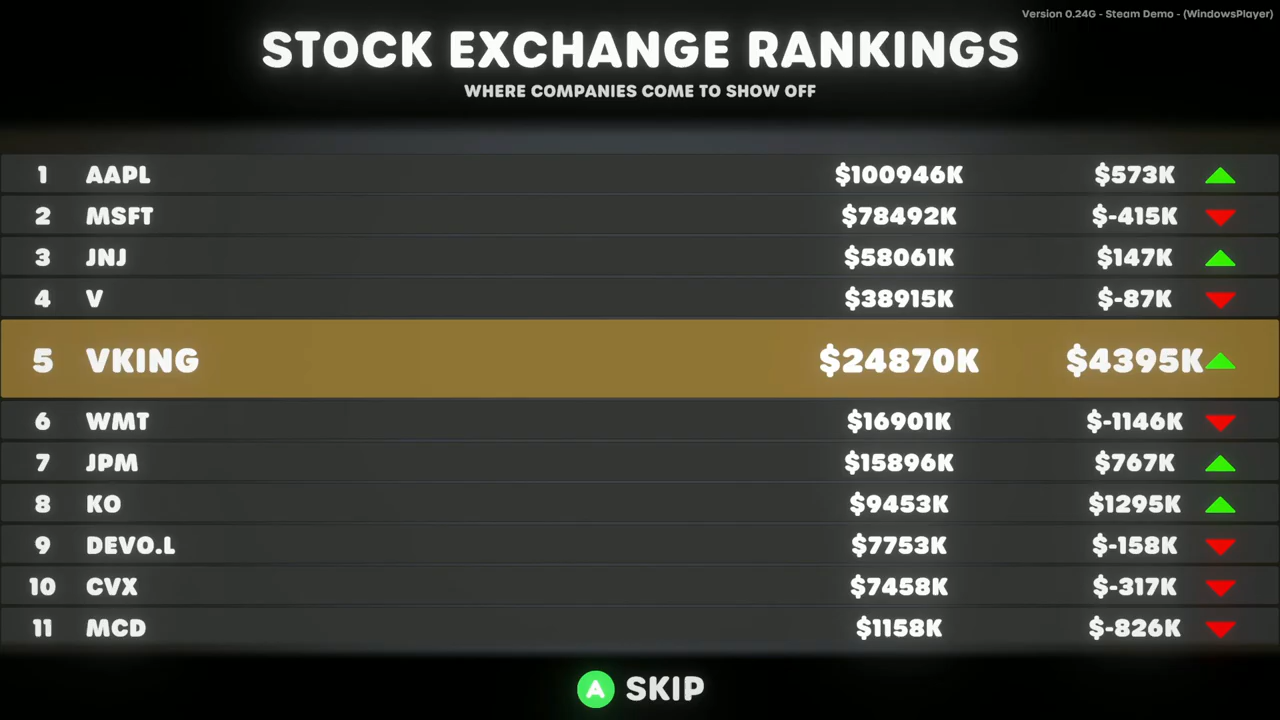 Version 0.24G - Steam Demo - (WindowsPlayer)
STOCK EXCHANGE RANKINGS
WHERE COMPANIES COME TO SHOW OFF
1 AAPL $100946K $573K
2 MSFT $78492K $-415K
3 JNJ $58061K $147K
4 V $38915K $-87K
5 VKING $24870K $4395K
6 WMT $16901K $-1146K
7 JPM $15896K $767K
8 KO $9453K $1295K
9 DEVO.L $7753K $-158K
10 CVX $7458K $-317K
11 MCD $1158K $-826K
A SKIP